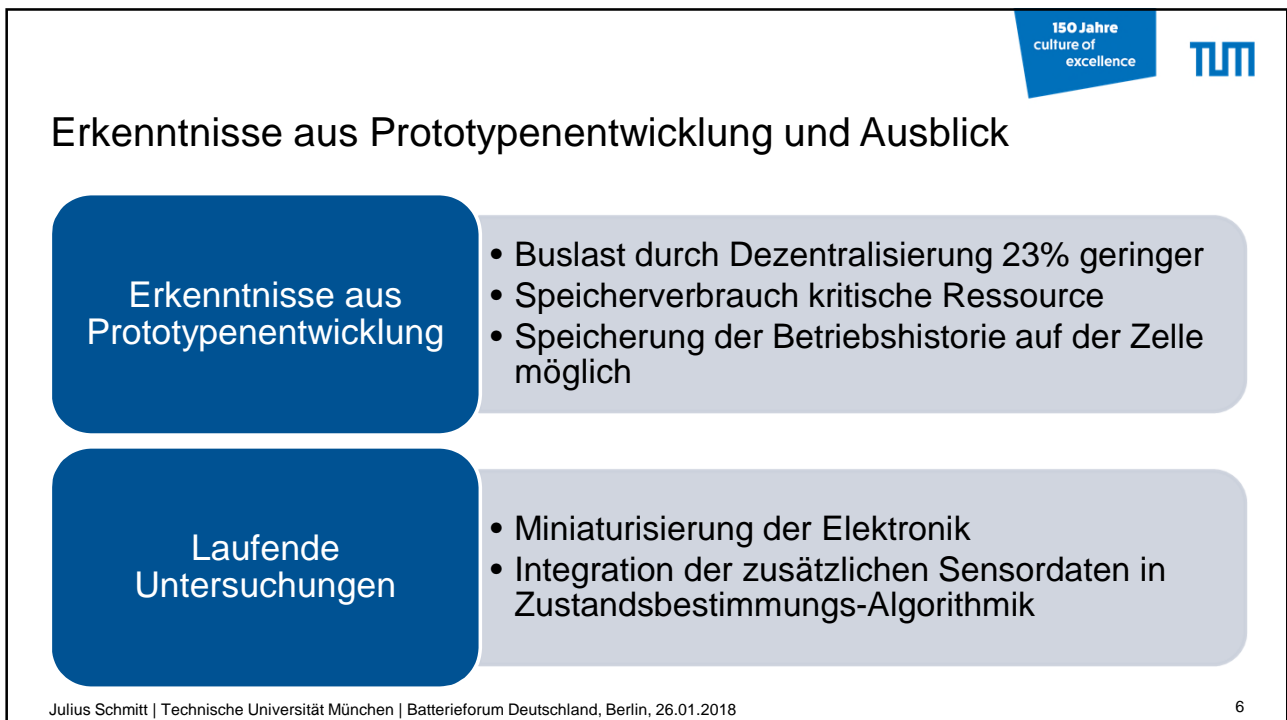 150 Jahre
culture of
excellence
TUM
Erkenntnisse aus Prototypenentwicklung und Ausblick
Erkenntnisse aus
Prototypenentwicklung
• Buslast durch Dezentralisierung 23% geringer
• Speicherverbrauch kritische Ressource
• Speicherung der Betriebshistorie auf der Zelle
möglich
Laufende
Untersuchungen
• Miniaturisierung der Elektronik
• Integration der zusätzlichen Sensordaten in
Zustandsbestimmungs-Algorithmik
Julius Schmitt | Technische Universität München | Batterieforum Deutschland, Berlin, 26.01.2018
6